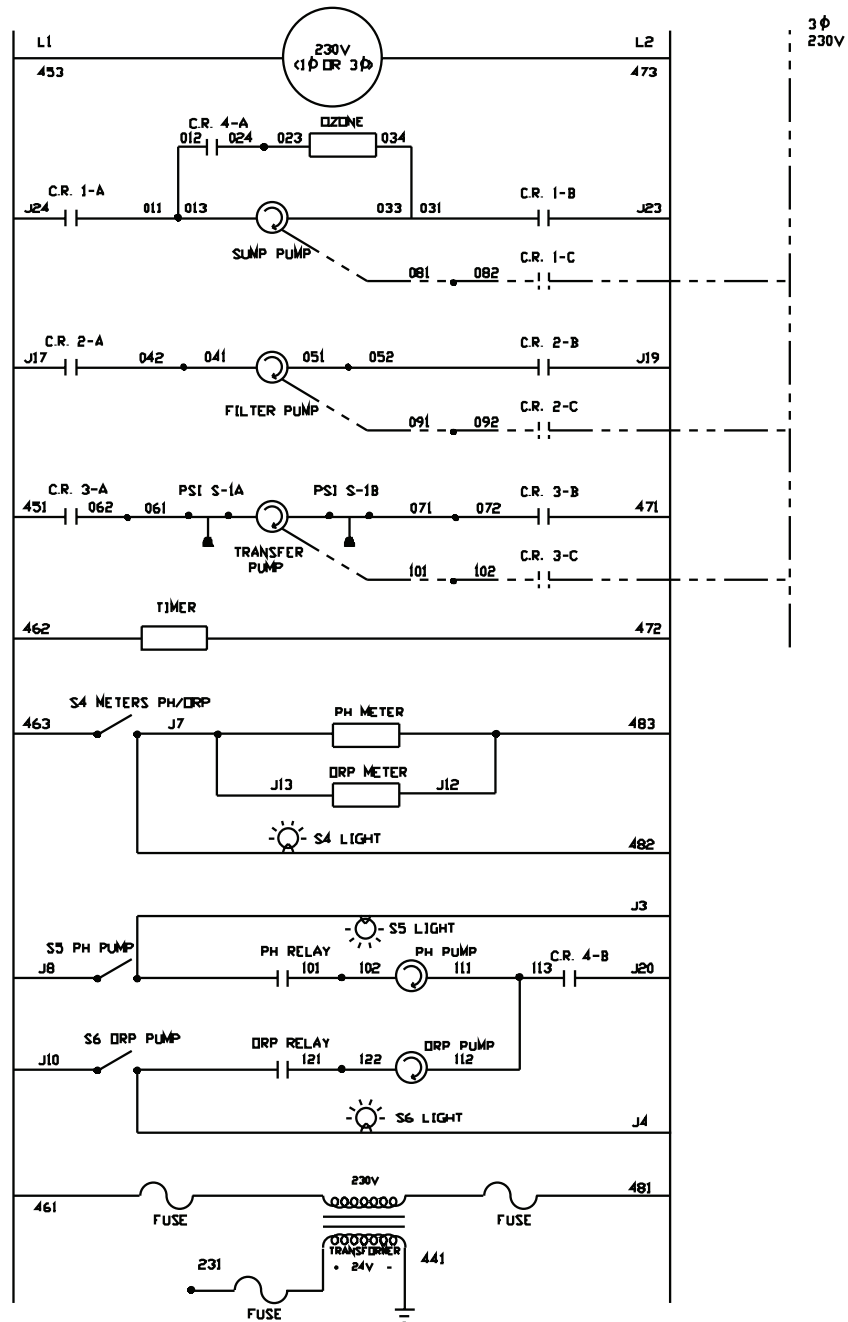 3ϕ
230V
L1
230V
(1ϕ OR 3ϕ)
L2
453
473
C.R. 4-A
OZONE
012
024
023
034
C.R. 1-A
C.R. 1-B
J24
011
013
033
031
J23
SUMP PUMP
C.R. 1-C
081
082
C.R. 2-A
C.R. 2-B
J17
042
041
051
052
J19
FILTER PUMP
C.R. 2-C
091
092
C.R. 3-A
PSI S-1A
PSI S-1B
C.R. 3-B
451
062
061
071
072
471
TRANSFER
PUMP
C.R. 3-C
101
102
TIMER
462
472
S4 METERS PH/ORP
PH METER
463
J7
483
ORP METER
J13
J12
S4 LIGHT
482
J3
S5 LIGHT
S5 PH PUMP
PH RELAY
PH PUMP
C.R. 4-B
J8
101
102
111
113
J20
S6 ORP PUMP
ORP RELAY
ORP PUMP
J10
121
122
112
S6 LIGHT
J4
230V
461
481
FUSE
FUSE
TRANSFORMER
441
231
+ 24V -
FUSE